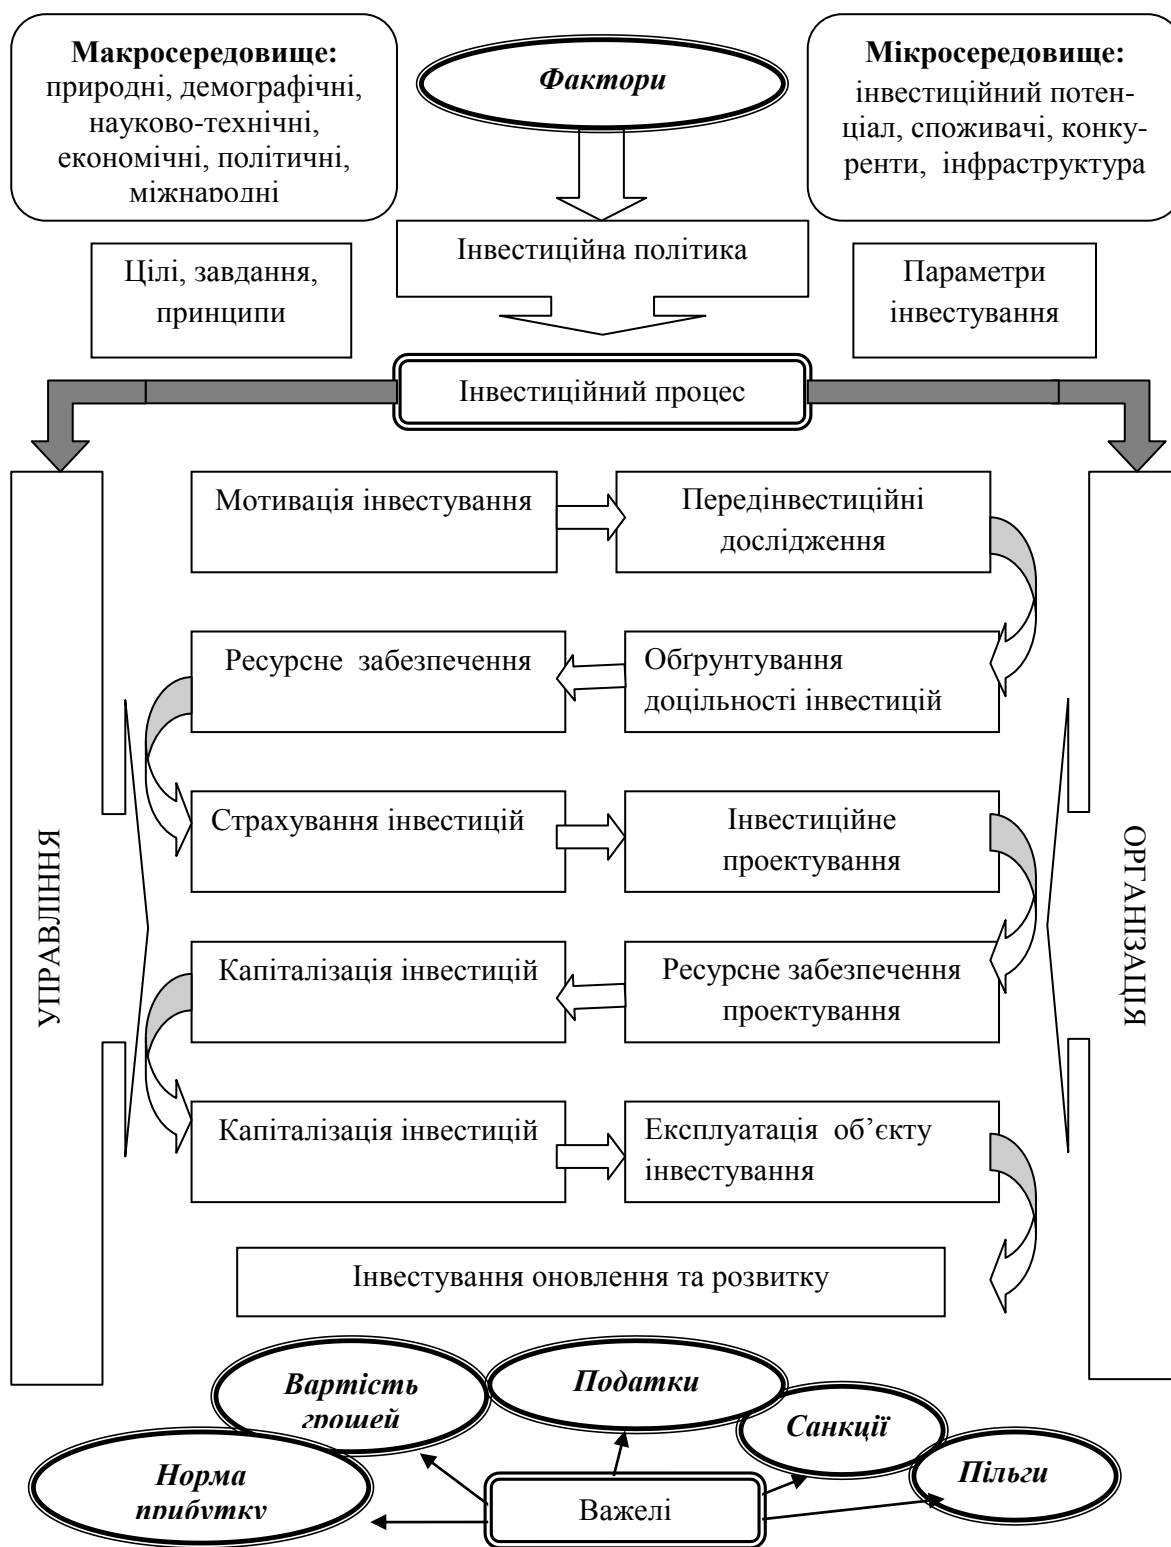 Макросередовище:
природні, демографічні,
науково-технічні,
економічні, політичні,
міжнародні
Фактори
Мікросередовище:
інвестиційний потен-
ціал, споживачі, конку-
ренти, інфраструктура
Цілі, завдання,
принципи
Інвестиційна політика
Параметри
інвестування
Інвестиційний процес
УПРАВЛІННЯ
Мотивація інвестування
Передінвестиційні
дослідження
Ресурсне забезпечення
Обґрунтування
доцільності інвестицій
Страхування інвестицій
Інвестиційне
проектування
Капіталізація інвестицій
Ресурсне забезпечення
проектування
Капіталізація інвестицій
Експлуатація об’єкту
інвестування
ОРГАНІЗАЦІЯ
Інвестування оновлення та розвитку
Вартість
грошей
Податки
Санкції
Норма
прибутку
Важелі
Пільги